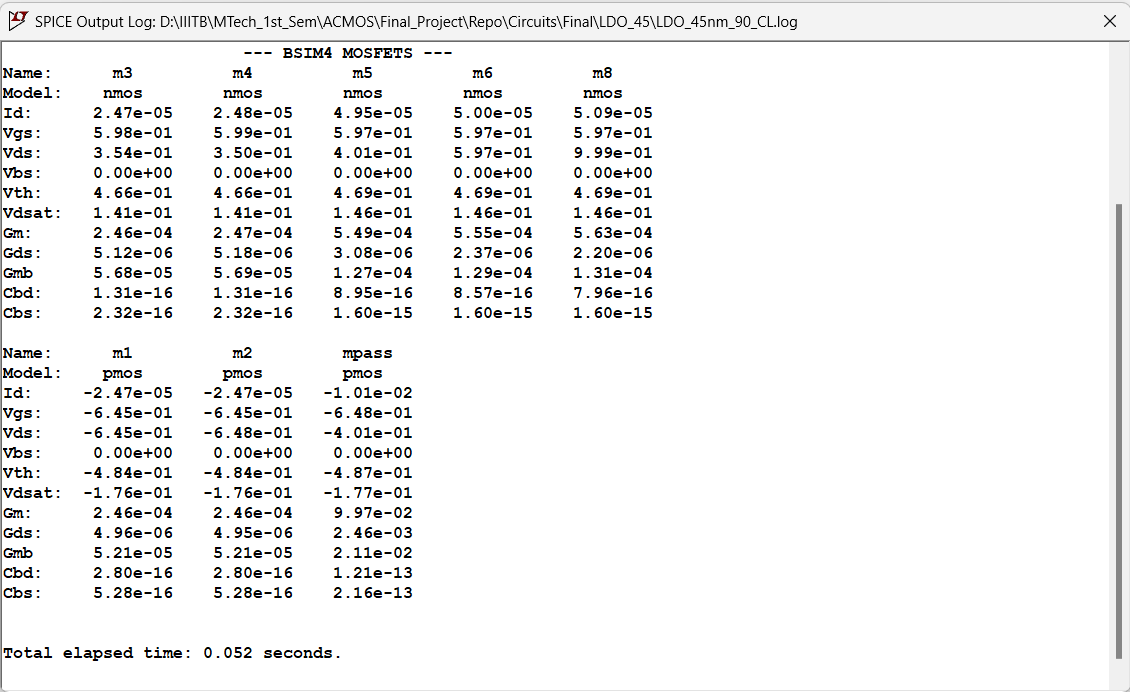 SPICE Output Log: D:\IIITB\MTech_1st_Sem\ACMOS\Final_Project\Repo\Circuits\Final\LDO_45\LDO_45nm_90_CL.log
--- BSIM4 MOSFETS ---
Name: m3 m4 m5 m6 m8
Model: nmos nmos nmos nmos nmos
Id: 2.47e-05 2.48e-05 4.95e-05 5.00e-05 5.09e-05
Vgs: 5.98e-01 5.99e-01 5.97e-01 5.97e-01 5.97e-01
Vds: 3.54e-01 3.50e-01 4.01e-01 5.97e-01 9.99e-01
Vbs: 0.00e+00 0.00e+00 0.00e+00 0.00e+00 0.00e+00
Vth: 4.66e-01 4.66e-01 4.69e-01 4.69e-01 4.69e-01
Vdsat: 1.41e-01 1.41e-01 1.46e-01 1.46e-01 1.46e-01
Gm: 2.46e-04 2.47e-04 5.49e-04 5.55e-04 5.63e-04
Gds: 5.12e-06 5.18e-06 3.08e-06 2.37e-06 2.20e-06
Gmb 5.68e-05 5.69e-05 1.27e-04 1.29e-04 1.31e-04
Cbd: 1.31e-16 1.31e-16 8.95e-16 8.57e-16 7.96e-16
Cbs: 2.32e-16 2.32e-16 1.60e-15 1.60e-15 1.60e-15
Name: m1 m2 mpass
Model: pmos pmos pmos
Id: -2.47e-05 -2.47e-05 -1.01e-02
Vgs: -6.45e-01 -6.45e-01 -6.48e-01
Vds: -6.45e-01 -6.48e-01 -4.01e-01
Vbs: 0.00e+00 0.00e+00 0.00e+00
Vth: -4.84e-01 -4.84e-01 -4.87e-01
Vdsat: -1.76e-01 -1.76e-01 -1.77e-01
Gm: 2.46e-04 2.46e-04 9.97e-02
Gds: 4.96e-06 4.95e-06 2.46e-03
Gmb 5.21e-05 5.21e-05 2.11e-02
Cbd: 2.80e-16 2.80e-16 1.21e-13
Cbs: 5.28e-16 5.28e-16 2.16e-13
Total elapsed time: 0.052 seconds.